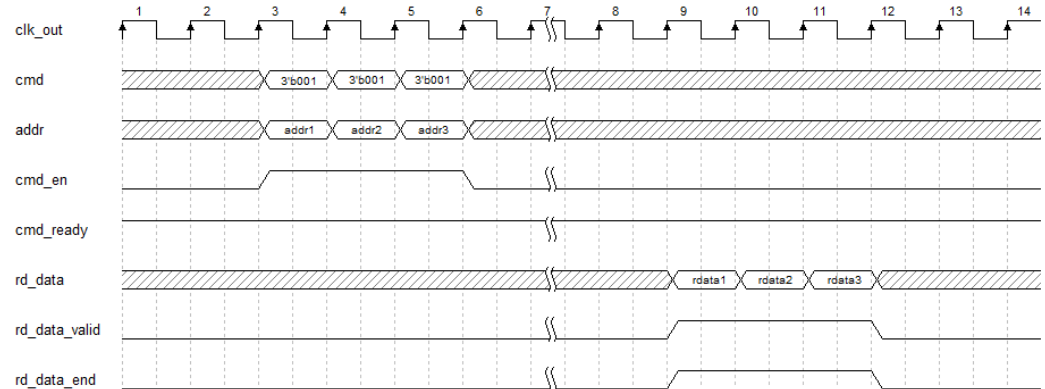 1 2 3 4 5 6 7 8 9 10 11 12 13 14
clk_out
cmd 3'b001 3'b001 3'b001
addr addr1 addr2 addr3
cmd_en
cmd_ready
rd_data rdata1 rdata2 rdata3
rd_data_valid
rd_data_end